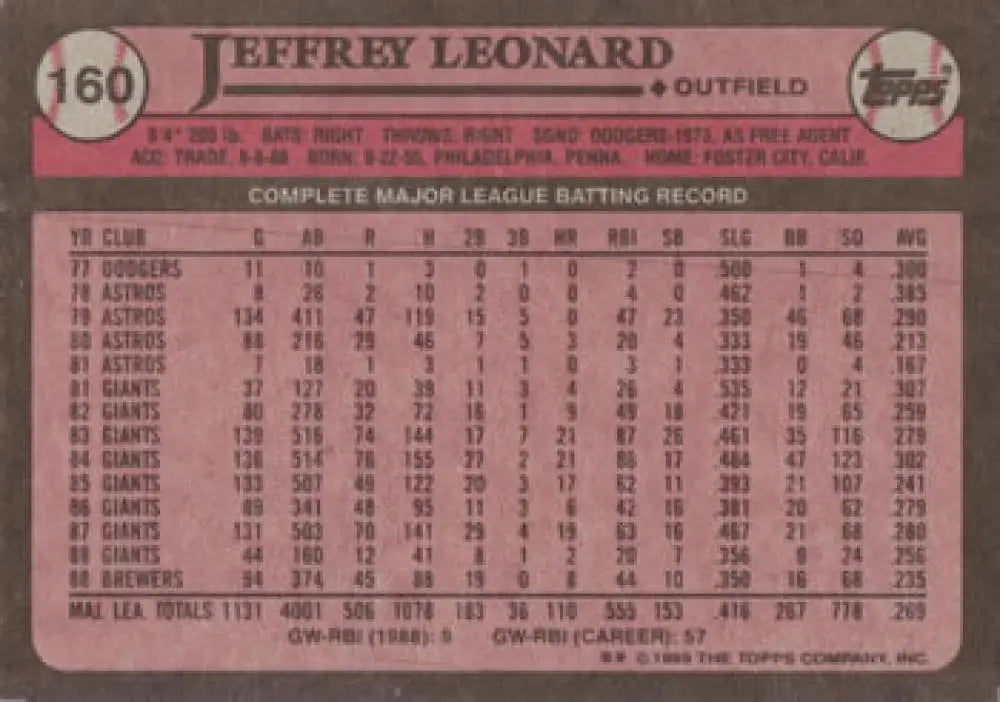 160
JEFFREY LEONARD
TOPPS
♠ OUTFIELD
6'4" 205 lb. BATS: RIGHT THROWS: RIGHT SGND: DODGERS-1973, AS FREE AGENT
ACQ: TRADE, 6-8-88 BORN: 9-22-55, PHILADELPHIA, PENNA. HOME: FOSTER CITY, CALIF.
COMPLETE MAJOR LEAGUE BATTING RECORD
YR CLUB G AB R H 2B 3B HR RBI SB SLG BB SO AVG
77 DODGERS 11 10 1 3 0 1 0 2 0 .500 1 4 .300
78 ASTROS 8 26 2 10 2 0 0 4 0 .462 1 2 .385
79 ASTROS 134 411 47 119 15 5 0 47 23 .350 46 68 .290
80 ASTROS 88 216 29 46 7 5 3 20 4 .333 19 46 .213
81 ASTROS 7 18 1 3 1 1 0 3 1 .333 0 4 .167
81 GIANTS 37 127 20 39 11 3 4 26 4 .535 12 21 .307
82 GIANTS 80 278 32 72 16 1 9 49 18 .421 19 65 .259
83 GIANTS 139 516 74 144 17 7 21 87 26 .461 35 116 .279
84 GIANTS 136 514 76 155 27 2 21 86 17 .484 47 123 .302
85 GIANTS 133 507 49 122 20 3 17 62 11 .393 21 107 .241
86 GIANTS 89 341 48 95 11 3 6 42 16 .381 20 62 .279
87 GIANTS 131 503 70 141 29 4 19 63 16 .467 21 68 .280
88 GIANTS 44 160 12 41 8 1 2 20 7 .356 9 24 .256
88 BREWERS 94 374 45 88 19 0 8 44 10 .350 16 68 .235
MAJ. LEA. TOTALS 1131 4001 506 1078 183 36 110 555 153 .416 267 778 .269
GW-RBI (1988): 9 GW-RBI (CAREER): 57
© 1989 THE TOPPS COMPANY, INC.